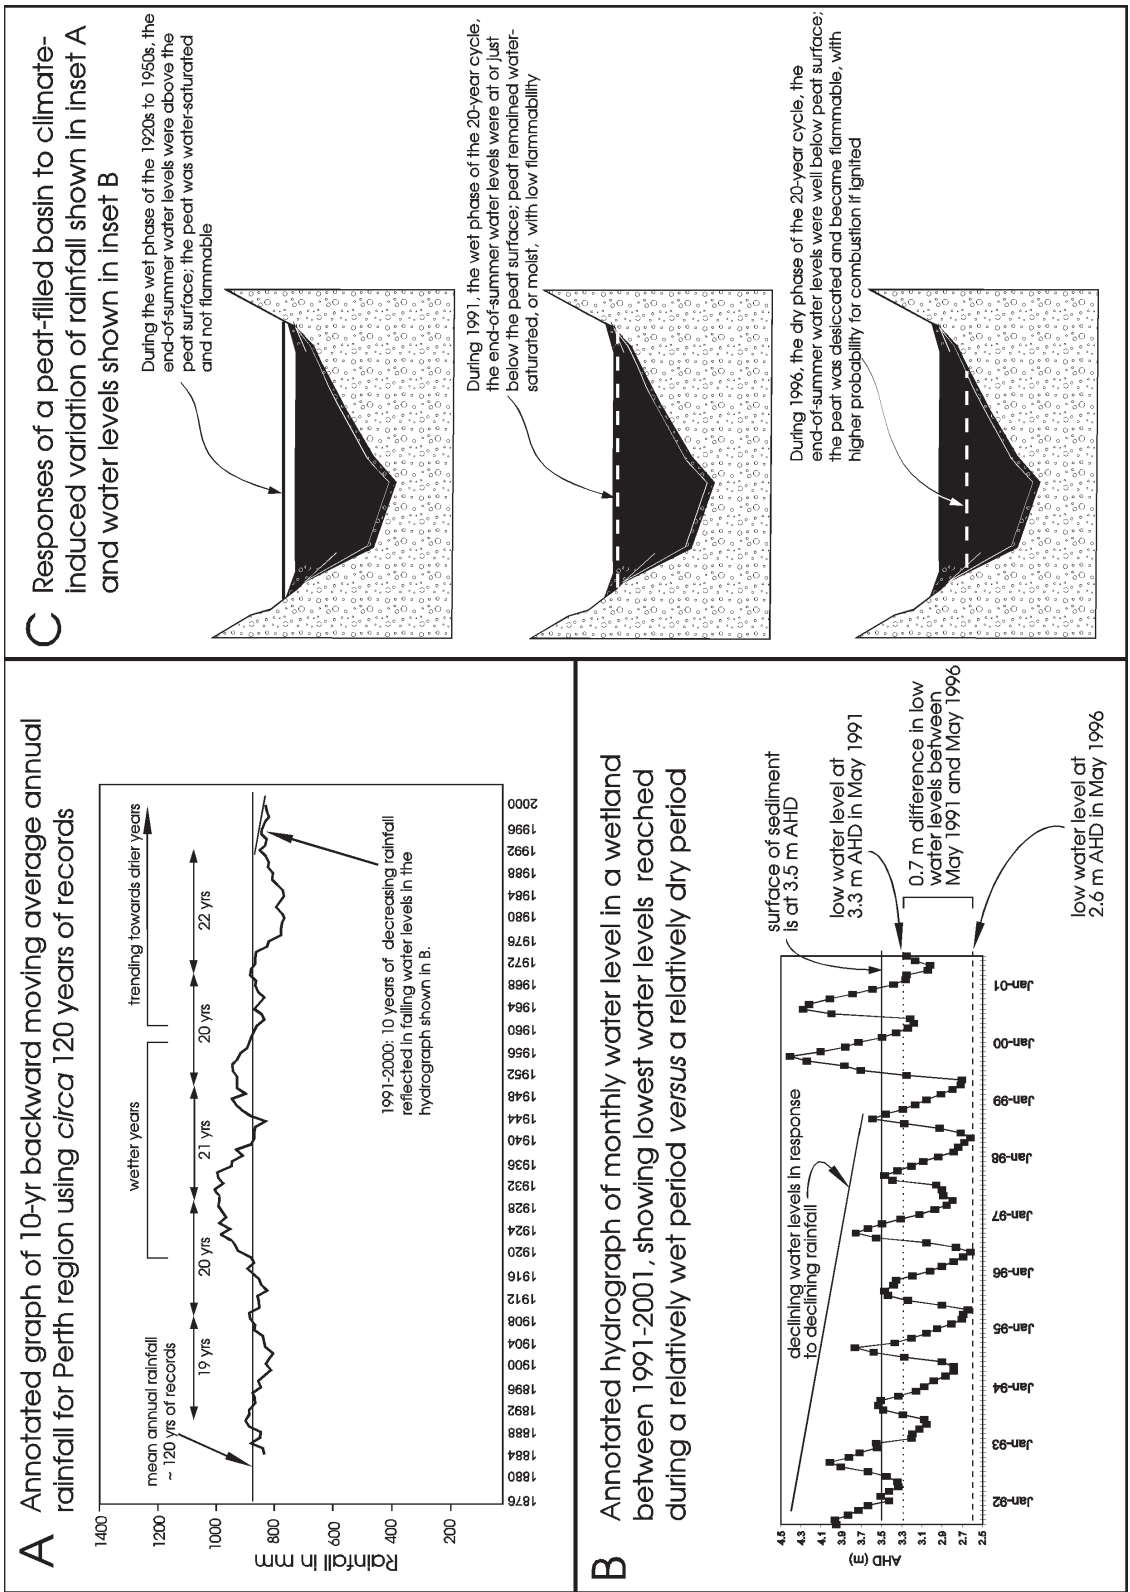 A
Annotated graph of 10-yr backward moving average annual
rainfall for Perth region using circa 120 years of records
mean annual rainfall
~ 120 yrs of records
wetter years
trending towards drier years
19 yrs
20 yrs
21 yrs
20 yrs
22 yrs
1400
1200
1000
800
600
400
200
Rainfall in mm
1991-2000: 10 years of decreasing rainfall
reflected in falling water levels in the
hydrograph shown in B.
1876
1880
1884
1888
1892
1896
1900
1904
1908
1912
1916
1920
1924
1928
1932
1936
1940
1944
1948
1952
1956
1960
1964
1968
1972
1976
1980
1984
1988
1992
1996
2000
B
Annotated hydrograph of monthly water level in a wetland
between 1991-2001, showing lowest water levels reached
during a relatively wet period versus a relatively dry period
surface of sediment
is at 3.5 m AHD
low water level at
3.3 m AHD in May 1991
0.7 m difference in low
water levels between
May 1991 and May 1996
low water level at
2.6 m AHD in May 1996
declining water levels in response
to declining rainfall
4.5
4.3
4.1
3.9
3.7
3.5
3.3
3.1
2.9
2.7
2.5
AHD (m)
Jan-92
Jan-93
Jan-94
Jan-95
Jan-96
Jan-97
Jan-98
Jan-99
Jan-00
Jan-01
C
Responses of a peat-filled basin to climate-
induced variation of rainfall shown in inset A
and water levels shown in inset B
During the wet phase of the 1920s to 1950s, the
end-of-summer water levels were above the
peat surface; the peat was water-saturated
and not flammable
During 1991, the wet phase of the 20-year cycle,
the end-of-summer water levels were at or just
below the peat surface; peat remained water-
saturated, or moist, with low flammability
During 1996, the dry phase of the 20-year cycle, the
end-of-summer water levels were well below peat surface;
the peat was desiccated and became flammable, with
higher probability for combustion if ignited